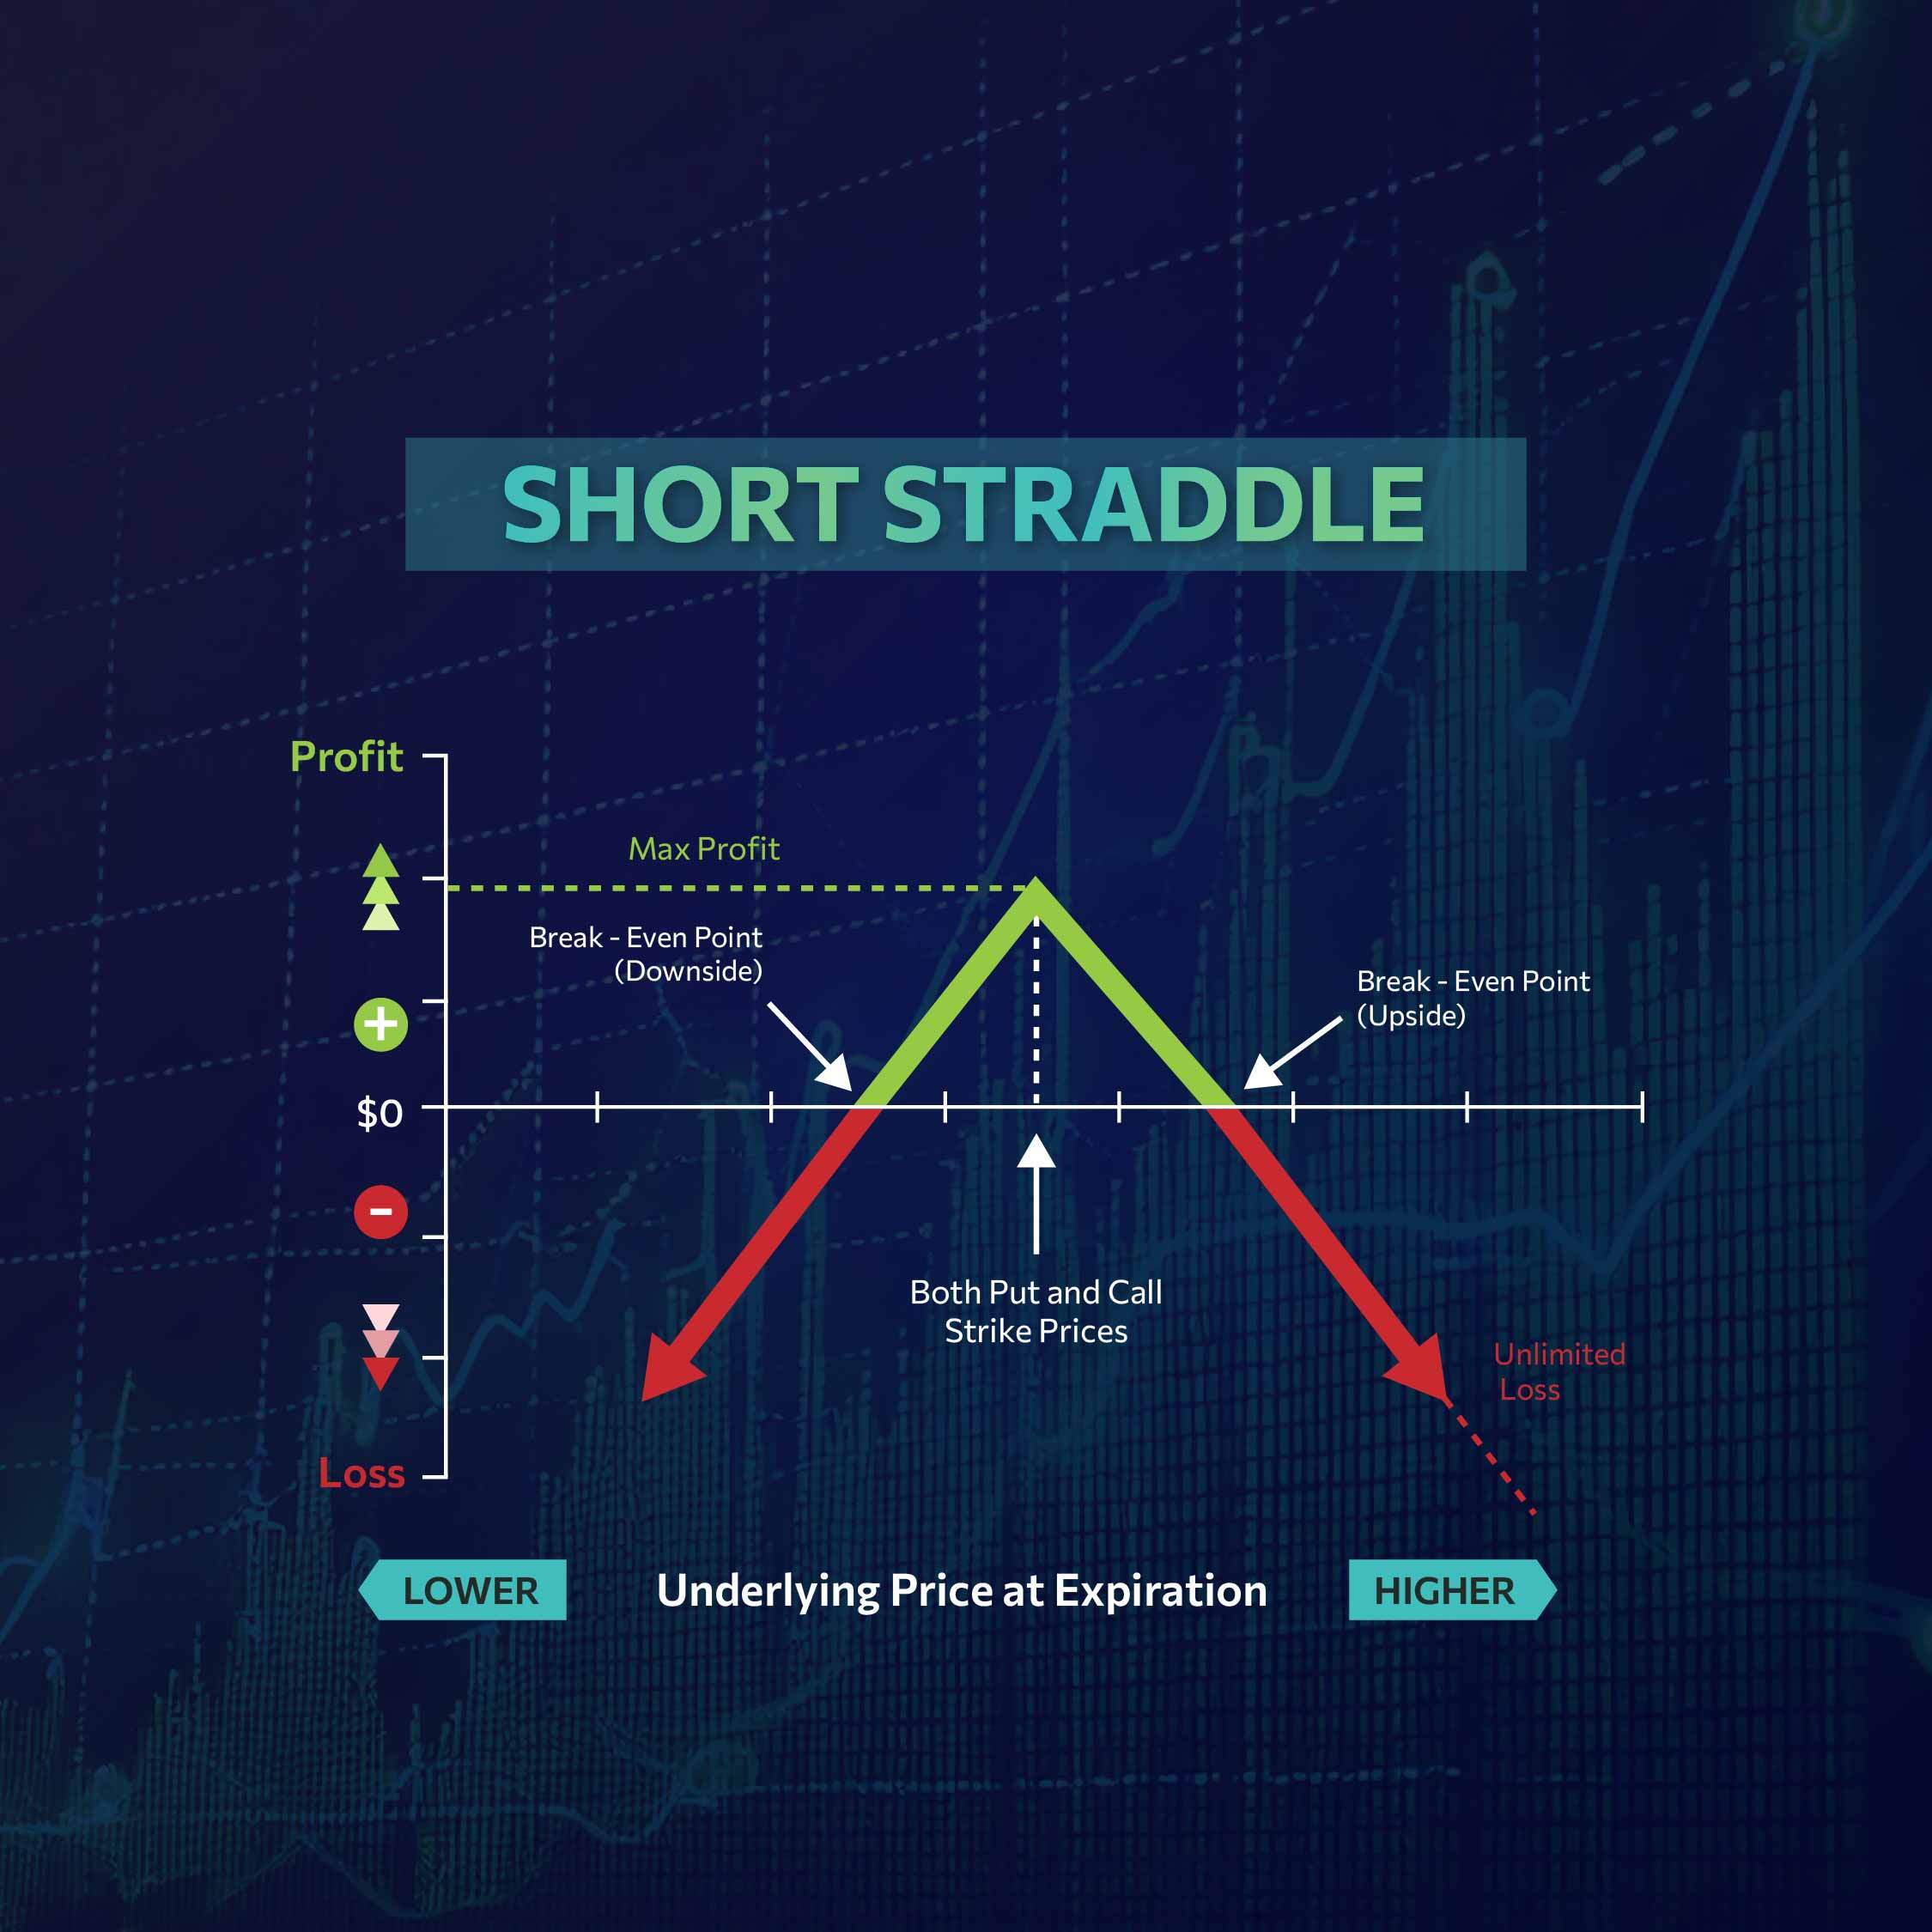 SHORT STRADDLE
Profit
Max Profit
Break - Even Point
(Downside)
Break - Even Point
(Upside)
+
$0
-
Both Put and Call
Strike Prices
Unlimited
Loss
Loss
LOWER
Underlying Price at Expiration
HIGHER